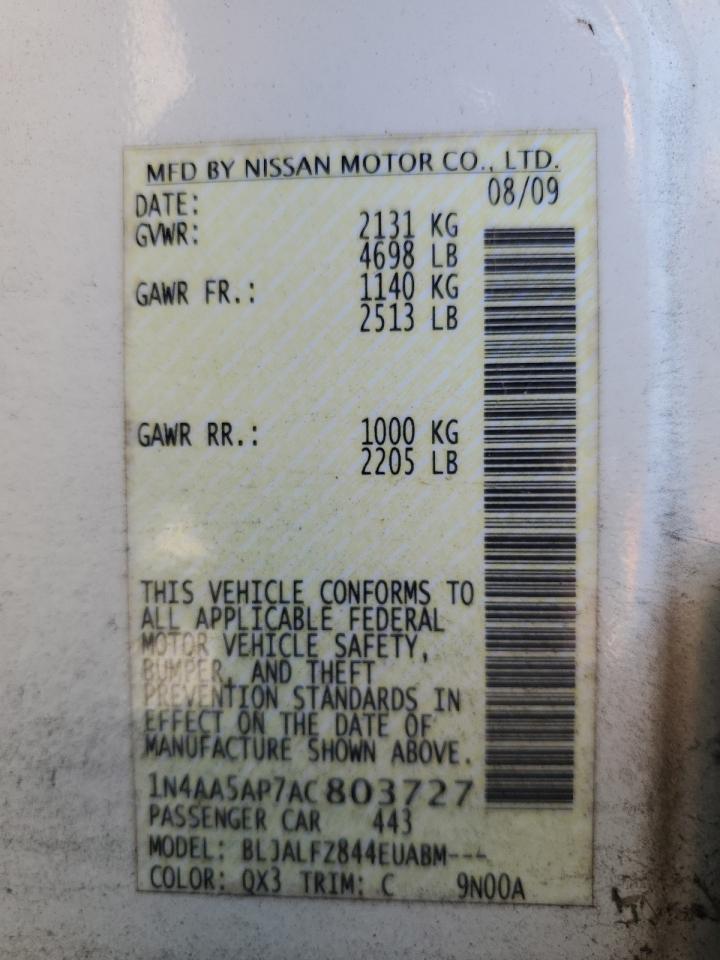 MFD BY NISSAN MOTOR CO., LTD.
DATE: 08/09
GVWR: 2131 KG
4698 LB
GAWR FR.: 1140 KG
2513 LB
GAWR RR.: 1000 KG
2205 LB
THIS VEHICLE CONFORMS TO
ALL APPLICABLE FEDERAL
MOTOR VEHICLE SAFETY,
BUMPER, AND THEFT
PREVENTION STANDARDS IN
EFFECT ON THE DATE OF
MANUFACTURE SHOWN ABOVE.
1N4AA5AP7AC803727
PASSENGER CAR 443
MODEL: BLJALFZ844EUABM---
COLOR: QX3 TRIM: C 9N00A